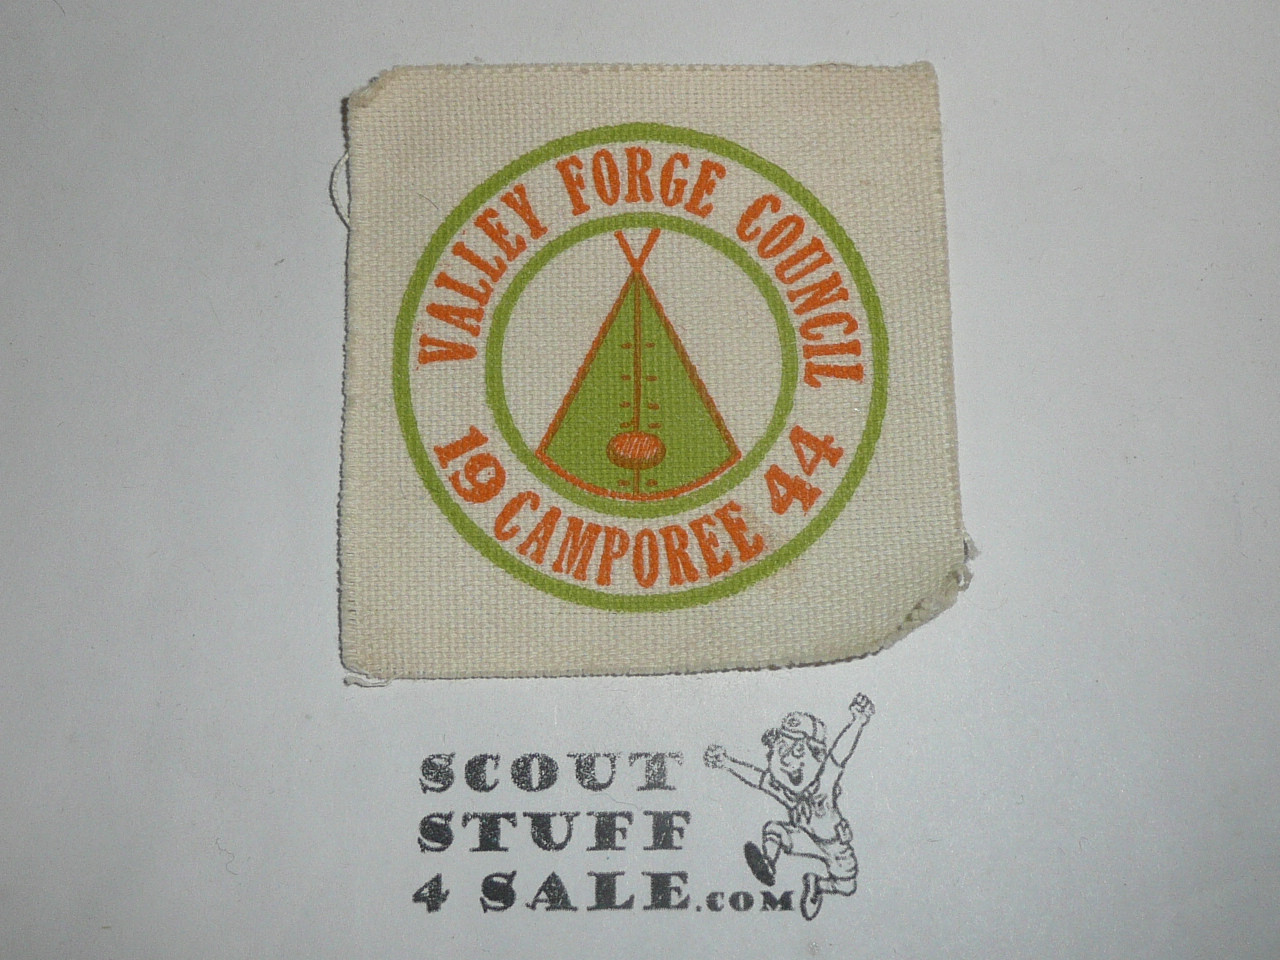 VALLEY FORGE COUNCIL
19 CAMPOREE 44
SCOUT
STUFF
4 SALE.COM